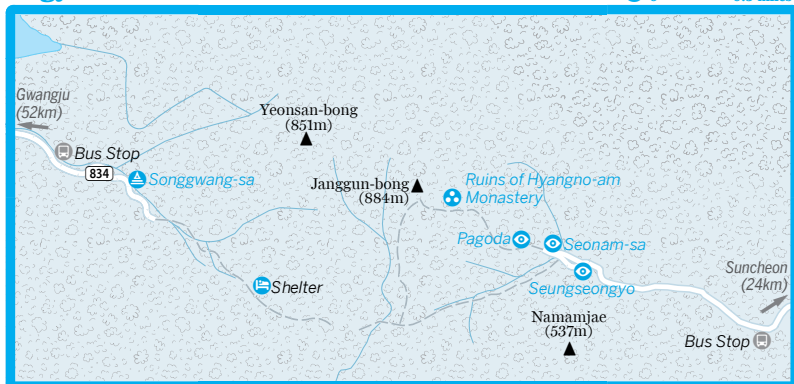 Gwangju
(52km)
Yeonsan-bong
(851m)
Bus Stop
834
Songgwang-sa
Janggun-bong
(884m)
Ruins of Hyangno-am
Monastery
Pagoda
Seonam-sa
Seungseongyo
Shelter
Suncheon
(24km)
Namamjae
(537m)
Bus Stop